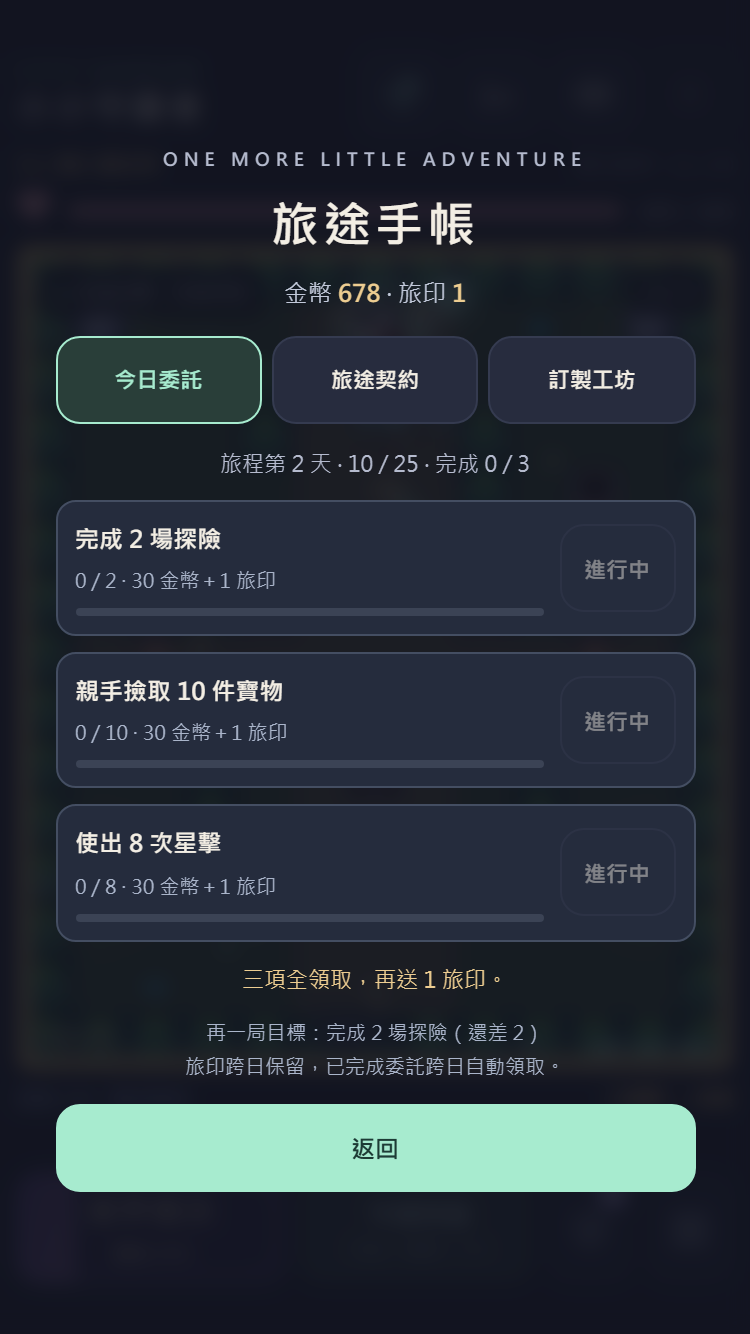 ONE MORE LITTLE ADVENTURE
旅途手帳
金幣 678 · 旅印 1
今日委託 旅途契約 訂製工坊
旅程第 2 天 · 10 / 25 · 完成 0 / 3
完成 2 場探險
0 / 2 · 30 金幣 + 1 旅印
進行中
親手撿取 10 件寶物
0 / 10 · 30 金幣 + 1 旅印
進行中
使出 8 次星擊
0 / 8 · 30 金幣 + 1 旅印
進行中
三項全領取，再送 1 旅印。
再一局目標：完成 2 場探險（還差 2）
旅印跨日保留，已完成委託跨日自動領取。
返回